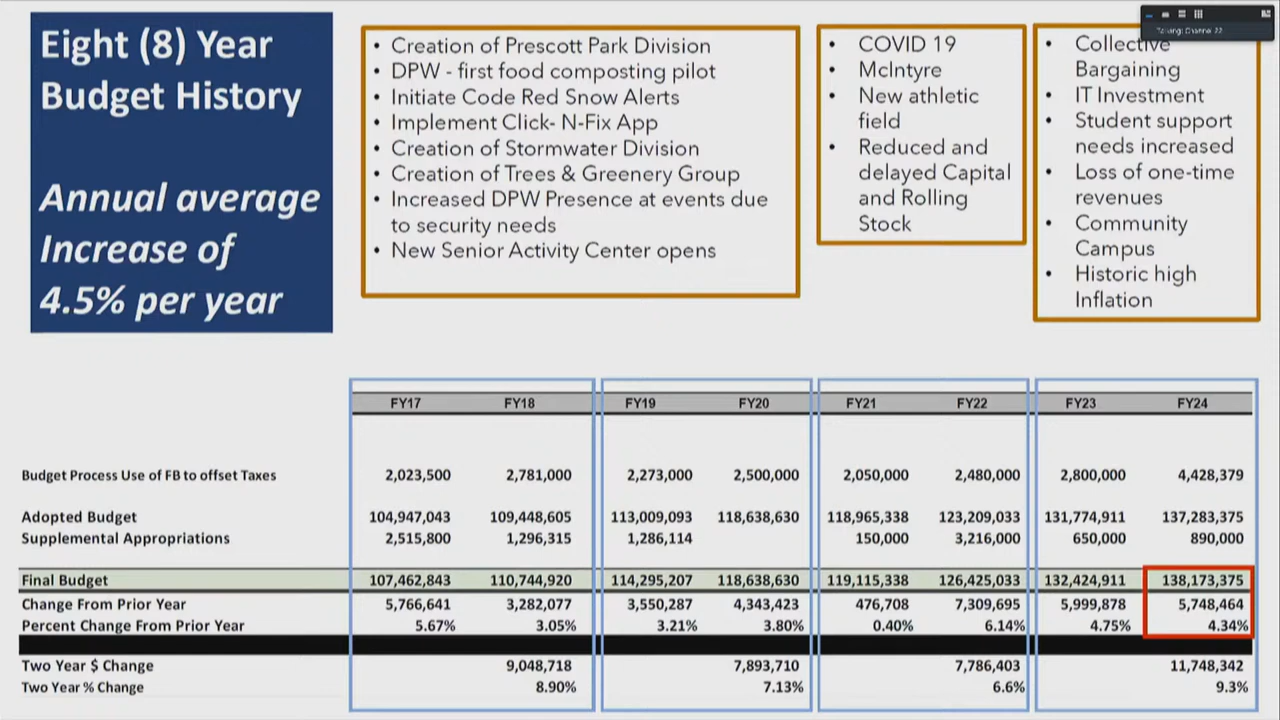 Eight (8) Year
Budget History
Annual average
Increase of
4.5% per year
• Creation of Prescott Park Division
• DPW - first food composting pilot
• Initiate Code Red Snow Alerts
• Implement Click- N-Fix App
• Creation of Stormwater Division
• Creation of Trees & Greenery Group
• Increased DPW Presence at events due
to security needs
• New Senior Activity Center opens
• COVID 19
• McIntyre
• New athletic
field
• Reduced and
delayed Capital
and Rolling
Stock
• Collective
Bargaining
• IT Investment
• Student support
needs increased
• Loss of one-time
revenues
• Community
Campus
• Historic high
Inflation
FY17 FY18 FY19 FY20 FY21 FY22 FY23 FY24
Budget Process Use of FB to offset Taxes 2,023,500 2,781,000 2,273,000 2,500,000 2,050,000 2,480,000 2,800,000 4,428,379
Adopted Budget 104,947,043 109,448,605 113,009,093 118,638,630 118,965,338 123,209,033 131,774,911 137,283,375
Supplemental Appropriations 2,515,800 1,296,315 1,286,114 150,000 3,216,000 650,000 890,000
Final Budget 107,462,843 110,744,920 114,295,207 118,638,630 119,115,338 126,425,033 132,424,911 138,173,375
Change From Prior Year 5,766,641 3,282,077 3,550,287 4,343,423 476,708 7,309,695 5,999,878 5,748,464
Percent Change From Prior Year 5.67% 3.05% 3.21% 3.80% 0.40% 6.14% 4.75% 4.34%
Two Year $ Change 9,048,718 7,893,710 7,786,403 11,748,342
Two Year % Change 8.90% 7.13% 6.6% 9.3%
Talking: Channel 22